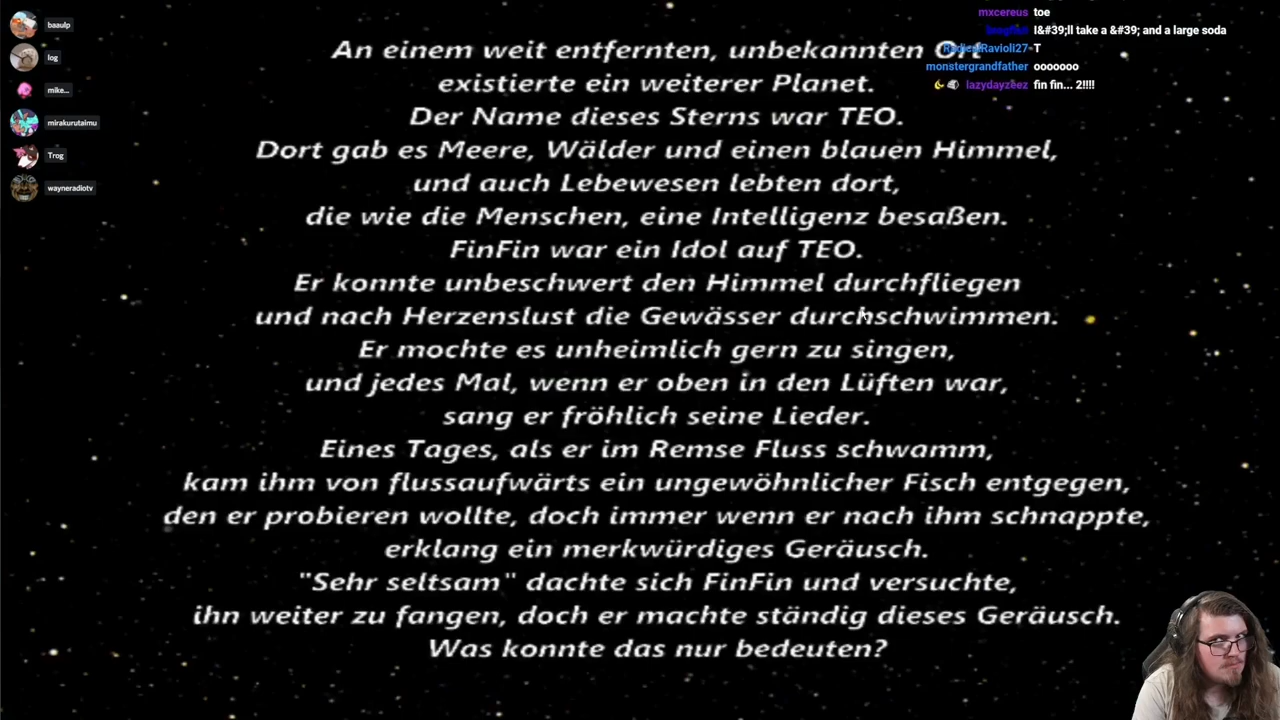 baaulp
log
mike...
mirakurutaimu
Trog
wayneradiotv
mxcereus toe
I&#39;ll take a &#39; and a large soda
RadicalRavioli27 T
monstergrandfather ooooooo
lazydayzeez fin fin... 2!!!!
An einem weit entfernten, unbekannten Ort
existierte ein weiterer Planet.
Der Name dieses Sterns war TEO.
Dort gab es Meere, Wälder und einen blauen Himmel,
und auch Lebewesen lebten dort,
die wie die Menschen, eine Intelligenz besaßen.
FinFin war ein Idol auf TEO.
Er konnte unbeschwert den Himmel durchfliegen
und nach Herzenslust die Gewässer durchschwimmen.
Er mochte es unheimlich gern zu singen,
und jedes Mal, wenn er oben in den Lüften war,
sang er fröhlich seine Lieder.
Eines Tages, als er im Remse Fluss schwamm,
kam ihm von flussaufwärts ein ungewöhnlicher Fisch entgegen,
den er probieren wollte, doch immer wenn er nach ihm schnappte,
erklang ein merkwürdiges Geräusch.
"Sehr seltsam" dachte sich FinFin und versuchte,
ihn weiter zu fangen, doch er machte ständig dieses Geräusch.
Was konnte das nur bedeuten?